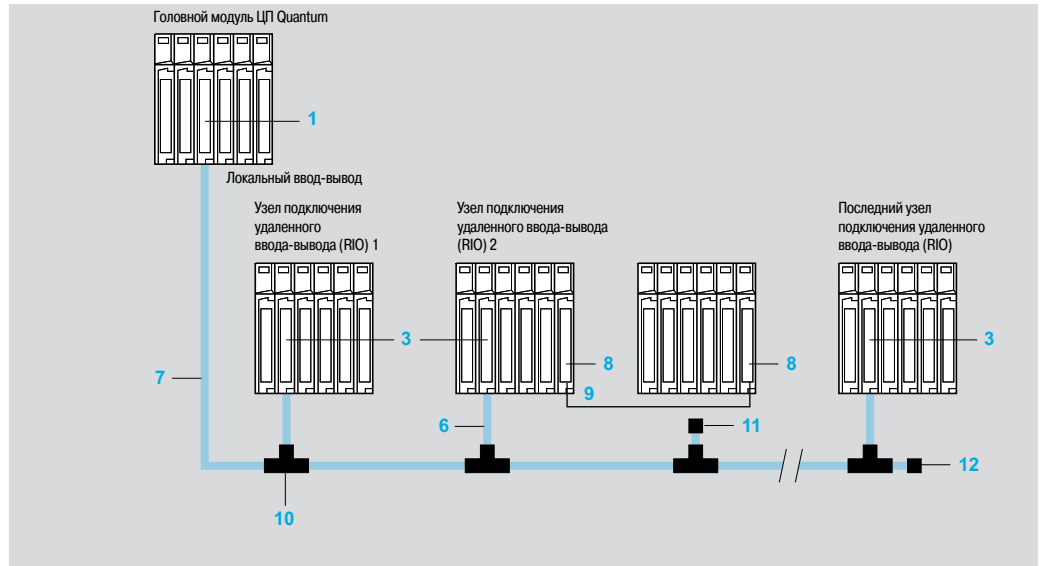 Головной модуль ЦП Quantum
1
Локальный ввод-вывод
Узел подключения
удаленного
ввода-вывода (RIO) 1
Узел подключения
удаленного ввода-вывода
(RIO) 2
Последний узел
подключения удаленного
ввода-вывода (RIO)
3
3
7
8
8
9
6
11
12
10